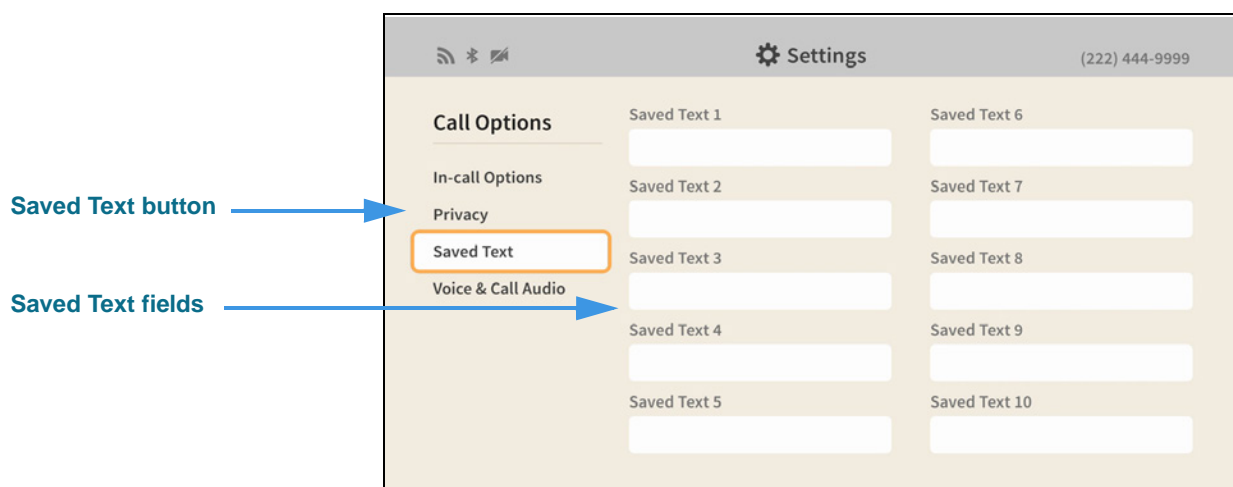 Settings
(222) 444-9999
Call Options
In-call Options
Privacy
Saved Text
Voice & Call Audio
Saved Text 1
Saved Text 2
Saved Text 3
Saved Text 4
Saved Text 5
Saved Text 6
Saved Text 7
Saved Text 8
Saved Text 9
Saved Text 10
Saved Text button
Saved Text fields